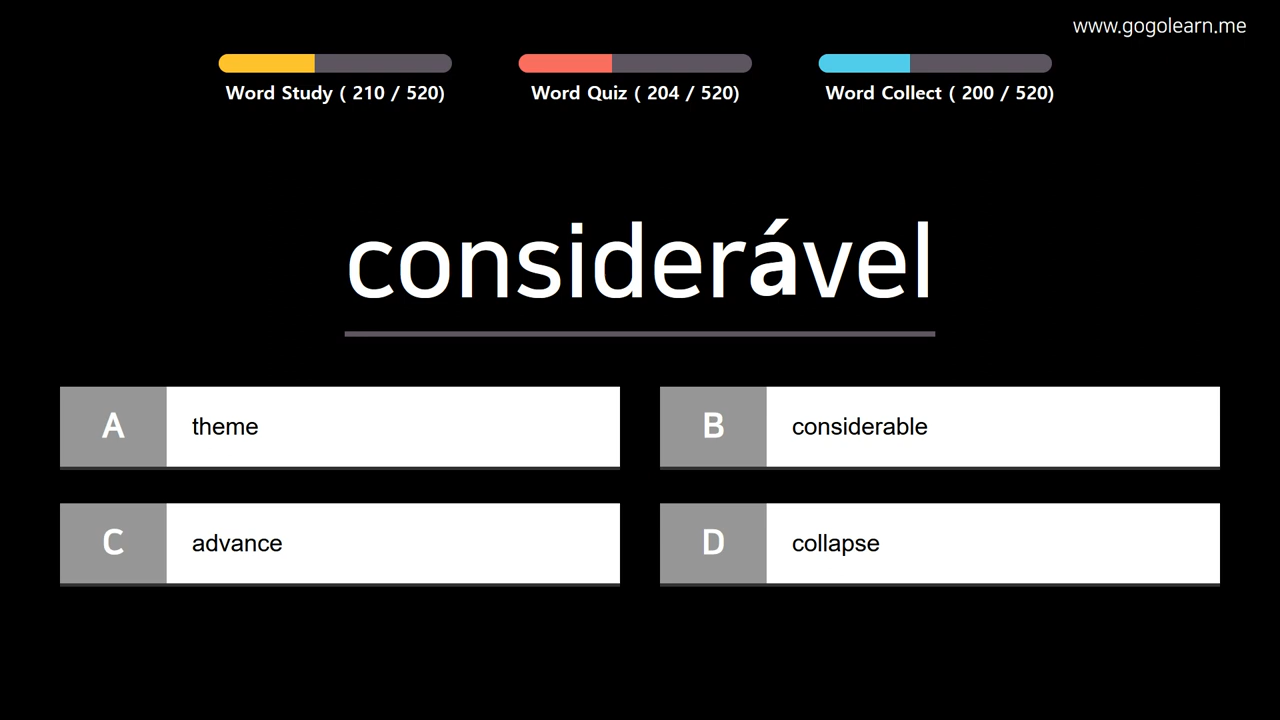 www.gogolearn.me
Word Study ( 210 / 520)
Word Quiz ( 204 / 520)
Word Collect ( 200 / 520)
considerável
A theme
B considerable
C advance
D collapse